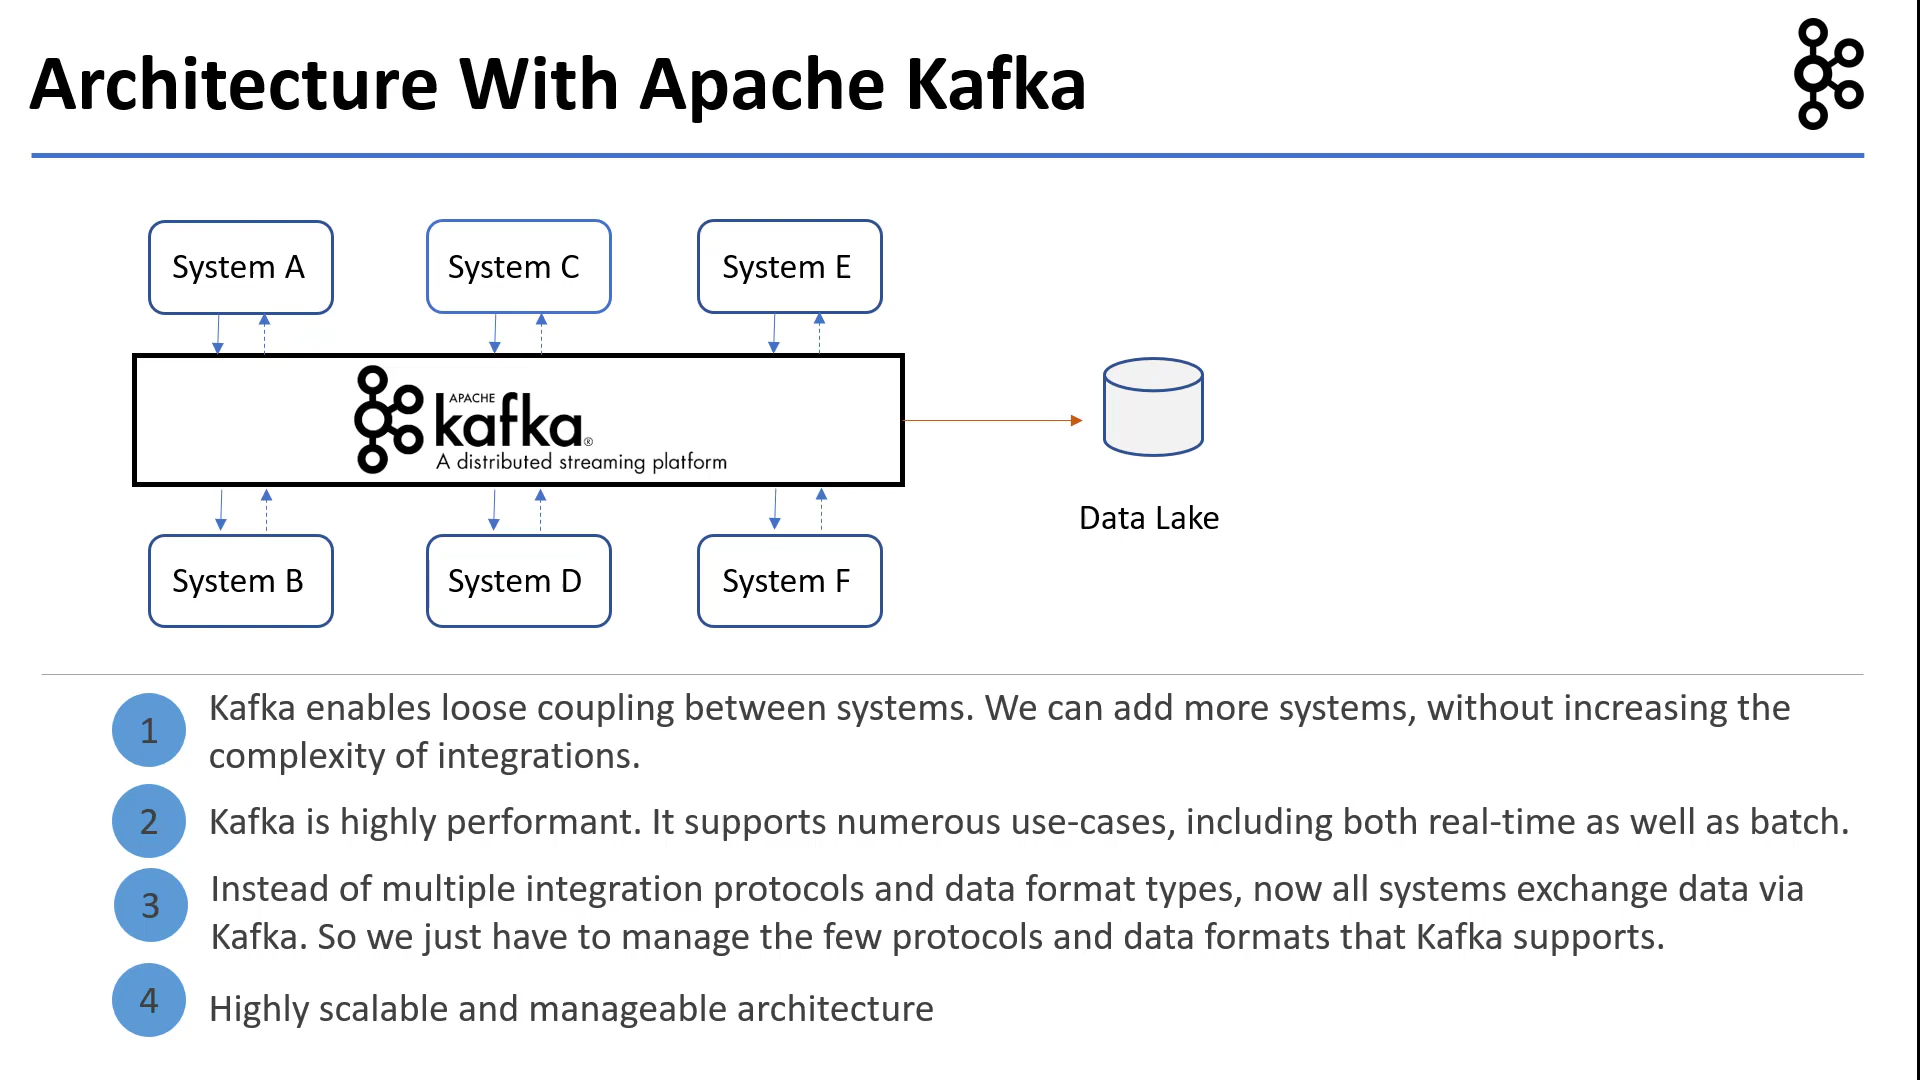 Architecture With Apache Kafka
System A
System C
System E
APACHE
kafka®
A distributed streaming platform
Data Lake
System B
System D
System F
1
Kafka enables loose coupling between systems. We can add more systems, without increasing the
complexity of integrations.
2
Kafka is highly performant. It supports numerous use-cases, including both real-time as well as batch.
3
Instead of multiple integration protocols and data format types, now all systems exchange data via
Kafka. So we just have to manage the few protocols and data formats that Kafka supports.
4
Highly scalable and manageable architecture